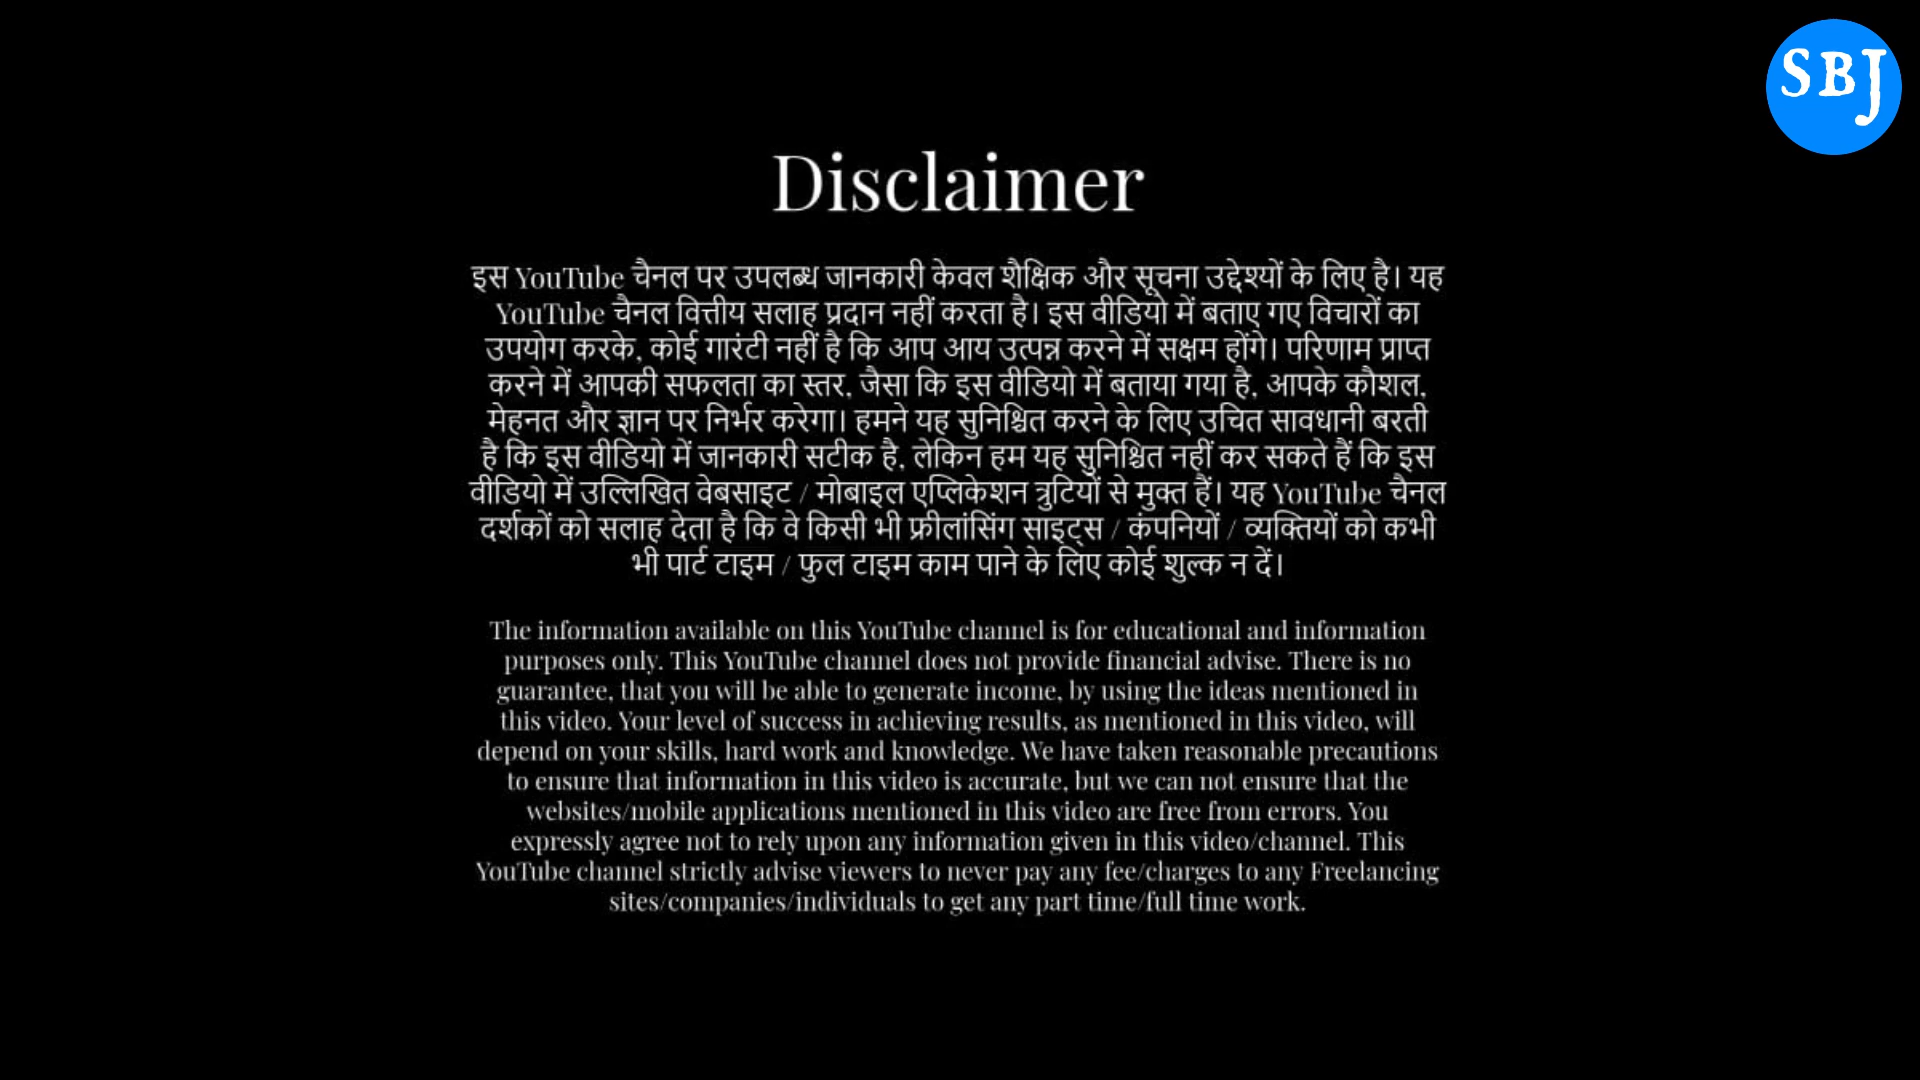 SBJ
Disclaimer
इस YouTube चैनल पर उपलब्ध जानकारी केवल शैक्षिक और सूचना उद्देश्यों के लिए है। यह
YouTube चैनल वित्तीय सलाह प्रदान नहीं करता है। इस वीडियो में बताए गए विचारों का
उपयोग करके, कोई गारंटी नहीं है कि आप आय उत्पन्न करने में सक्षम होंगे। परिणाम प्राप्त
करने में आपकी सफलता का स्तर, जैसा कि इस वीडियो में बताया गया है, आपके कौशल,
मेहनत और ज्ञान पर निर्भर करेगा। हमने यह सुनिश्चित करने के लिए उचित सावधानी बरती
है कि इस वीडियो में जानकारी सटीक है, लेकिन हम यह सुनिश्चित नहीं कर सकते हैं कि इस
वीडियो में उल्लिखित वेबसाइट / मोबाइल एप्लिकेशन त्रुटियों से मुक्त हैं। यह YouTube चैनल
दर्शकों को सलाह देता है कि वे किसी भी फ्रीलांसिंग साइट्स / कंपनियों / व्यक्तियों को कभी
भी पार्ट टाइम / फुल टाइम काम पाने के लिए कोई शुल्क न दें।
The information available on this YouTube channel is for educational and information
purposes only. This YouTube channel does not provide financial advise. There is no
guarantee, that you will be able to generate income, by using the ideas mentioned in
this video. Your level of success in achieving results, as mentioned in this video, will
depend on your skills, hard work and knowledge. We have taken reasonable precautions
to ensure that information in this video is accurate, but we can not ensure that the
websites/mobile applications mentioned in this video are free from errors. You
expressly agree not to rely upon any information given in this video/channel. This
YouTube channel strictly advise viewers to never pay any fee/charges to any Freelancing
sites/companies/individuals to get any part time/full time work.